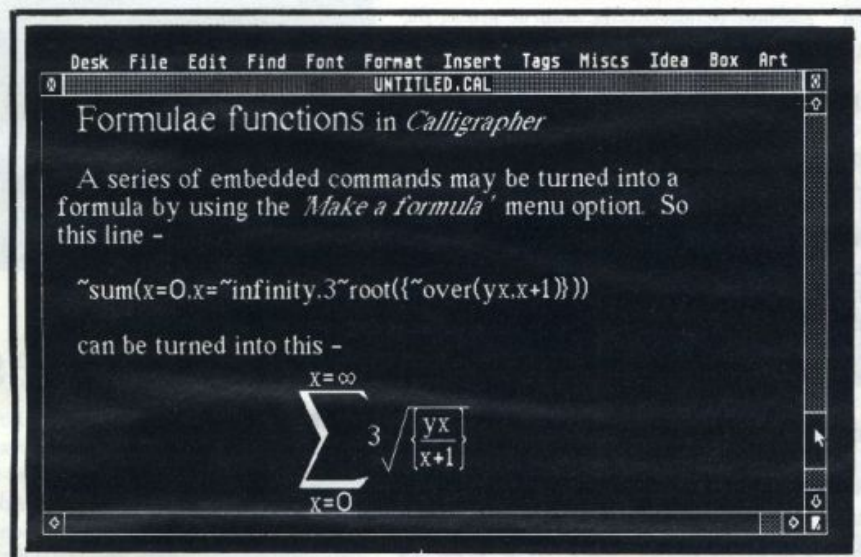 Desk File Edit Find Font Format Insert Tags Miscs Idea Box Art
UNTITLED.CAL
Formulae functions in Calligrapher
A series of embedded commands may be turned into a
formula by using the 'Make a formula' menu option. So
this line -
~sum(x=0,x=~infinity,3~root({~over(yx,x+1)}))
can be turned into this -
x=∞
∑ 3√{yx/x+1}
x=0